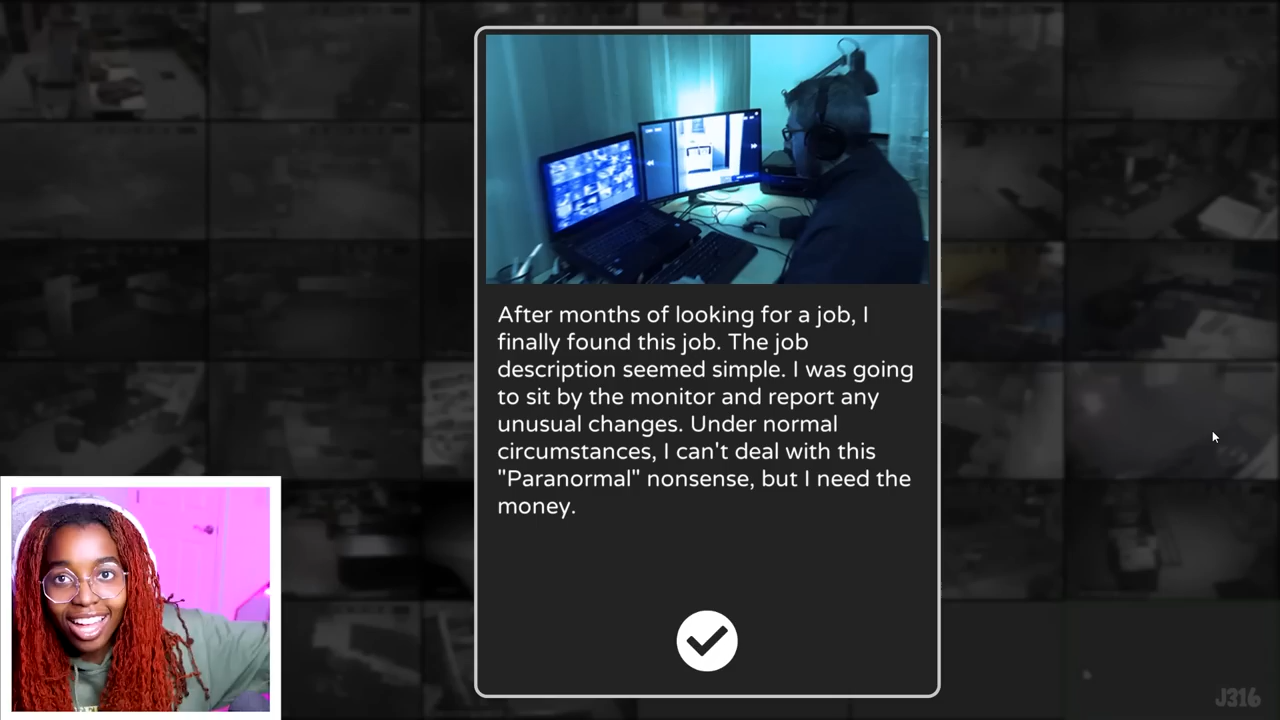 After months of looking for a job, I
finally found this job. The job
description seemed simple. I was going
to sit by the monitor and report any
unusual changes. Under normal
circumstances, I can't deal with this
"Paranormal" nonsense, but I need the
money.
J316